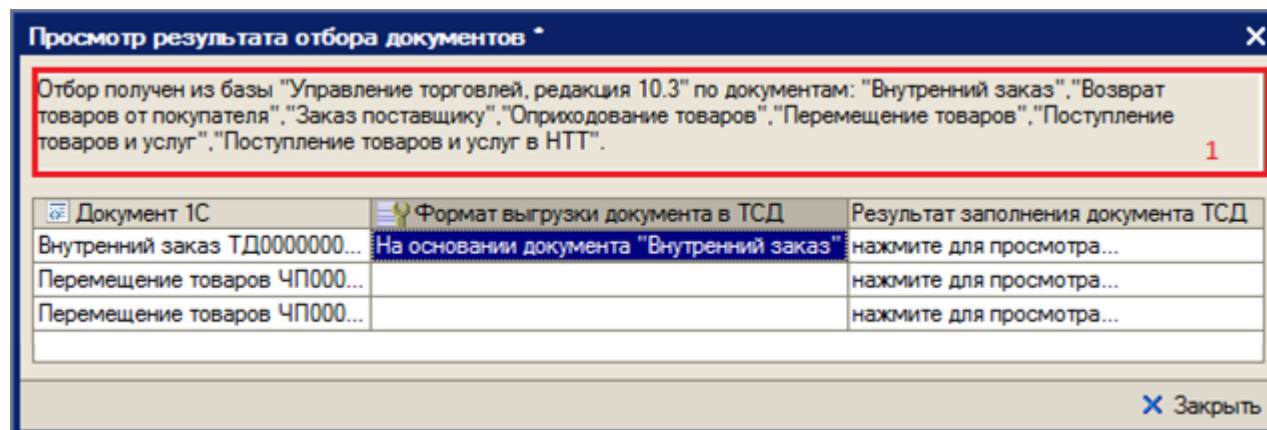 Просмотр результата отбора документов *
Отбор получен из базы "Управление торговлей, редакция 10.3" по документам: "Внутренний заказ","Возврат
товаров от покупателя","Заказ поставщику","Оприходование товаров","Перемещение товаров","Поступление
товаров и услуг","Поступление товаров и услуг в НТТ".
1
Документ 1С Формат выгрузки документа в ТСД Результат заполнения документа ТСД
Внутренний заказ ТД0000000... На основании документа "Внутренний заказ" нажмите для просмотра...
Перемещение товаров ЧП000... нажмите для просмотра...
Перемещение товаров ЧП000... нажмите для просмотра...
Закрыть